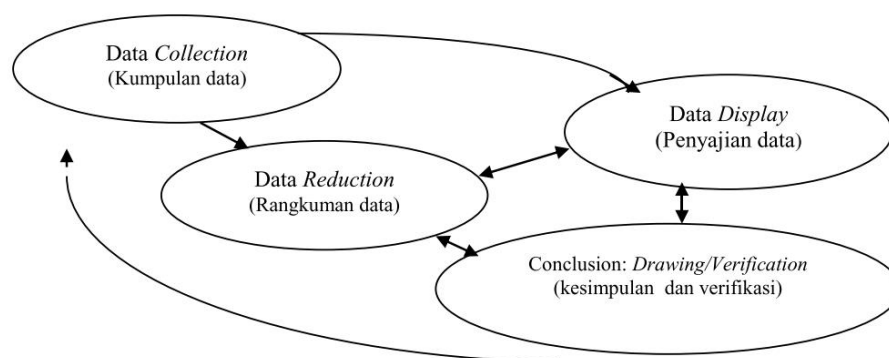 Data Collection
(Kumpulan data)
Data Display
(Penyajian data)
Data Reduction
(Rangkuman data)
Conclusion: Drawing/Verification
(kesimpulan dan verifikasi)